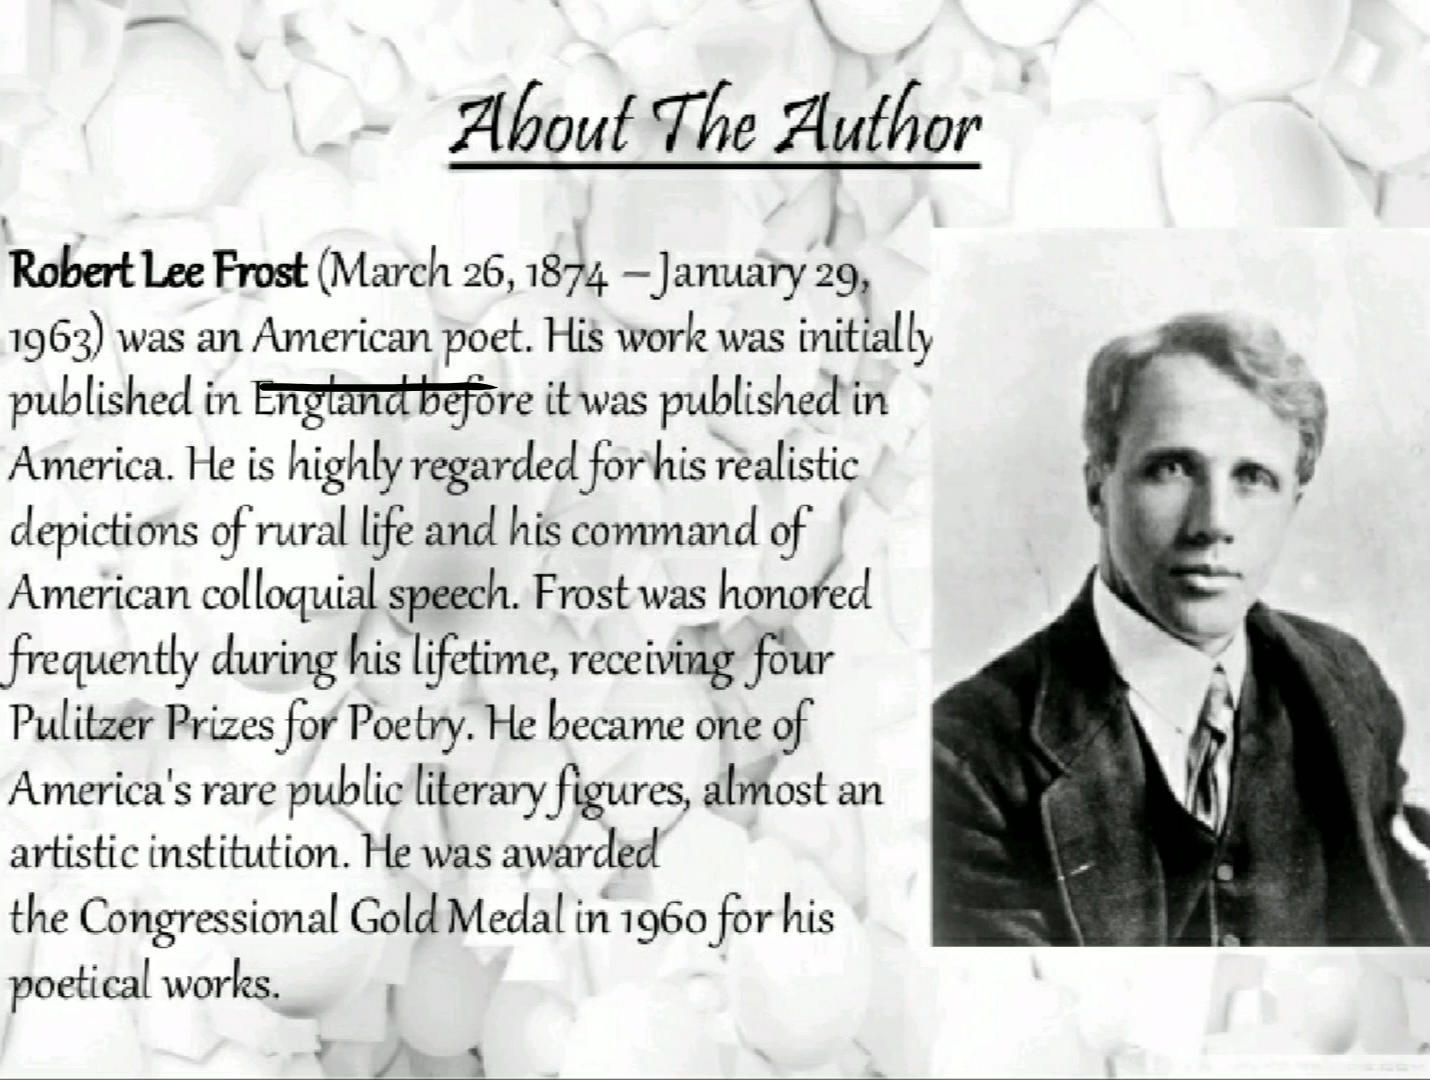 About The Author
Robert Lee Frost (March 26, 1874 – January 29,
1963) was an American poet. His work was initially
published in England before it was published in
America. He is highly regarded for his realistic
depictions of rural life and his command of
American colloquial speech. Frost was honored
frequently during his lifetime, receiving four
Pulitzer Prizes for Poetry. He became one of
America's rare public literary figures, almost an
artistic institution. He was awarded
the Congressional Gold Medal in 1960 for his
poetical works.